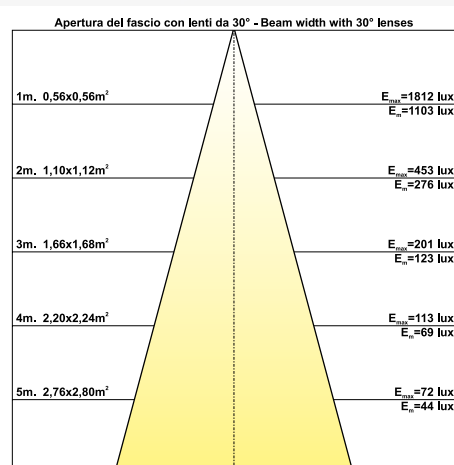 Apertura del fascio con lenti da 30° - Beam width with 30° lenses
1m. 0,56x0,56m² Emax=1812 lux
Em=1103 lux
2m. 1,10x1,12m² Emax=453 lux
Em=276 lux
3m. 1,66x1,68m² Emax=201 lux
Em=123 lux
4m. 2,20x2,24m² Emax=113 lux
Em=69 lux
5m. 2,76x2,80m² Emax=72 lux
Em=44 lux